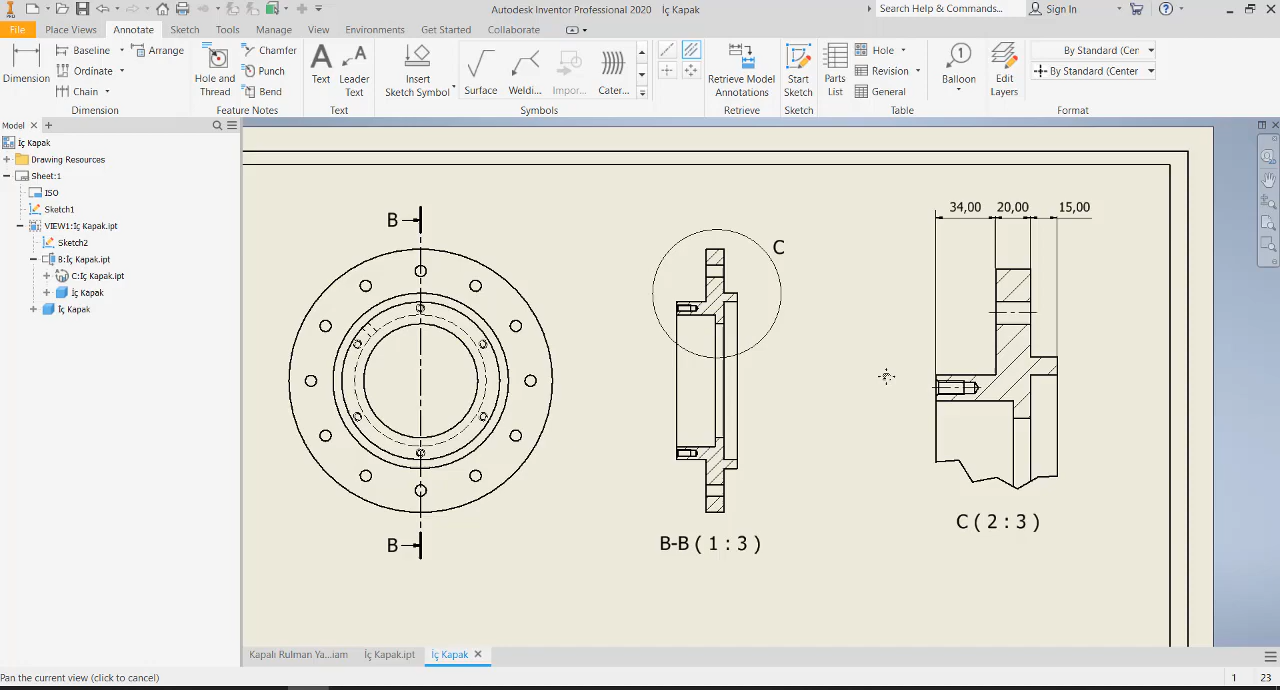 Autodesk Inventor Professional 2020 İç Kapak
Search Help & Commands...
Sign In
File Place Views Annotate Sketch Tools Manage View Environments Get Started Collaborate
Dimension
Baseline
Ordinate
Chain
Arrange
Dimension
Hole and Thread
Chamfer
Punch
Bend
Feature Notes
Text
Leader Text
Text
Insert Sketch Symbol
Surface
Weldi...
Impor...
Cater...
Symbols
Retrieve Model Annotations
Retrieve
Start Sketch
Sketch
Parts List
Hole
Revision
General
Table
Balloon
1
Edit Layers
By Standard (Cer
By Standard (Center
Format
Model
İç Kapak
Drawing Resources
Sheet:1
ISO
Sketch1
VIEW1:İç Kapak.ipt
Sketch2
B:İç Kapak.ipt
C:İç Kapak.ipt
İç Kapak
İç Kapak
B
B
C
B-B ( 1 : 3 )
34,00 20,00 15,00
C ( 2 : 3 )
Kapalı Rulman Ya...iam İç Kapak.ipt İç Kapak
Pan the current view (click to cancel)
1 23